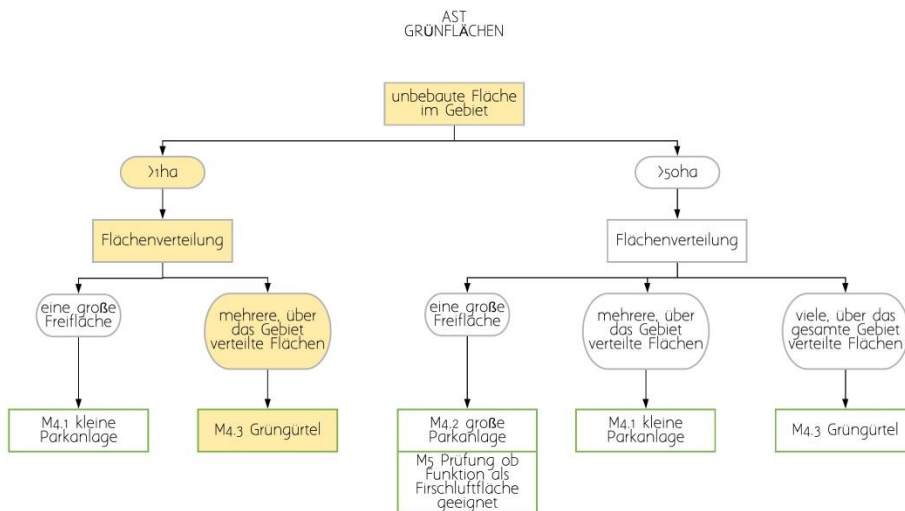 AST
GRÜNFLÄCHEN
unbebaute Fläche
im Gebiet
>1ha
>50ha
Flächenverteilung
Flächenverteilung
eine große
Freifläche
mehrere, über
das Gebiet
verteilte Flächen
eine große
Freifläche
mehrere, über
das Gebiet
verteilte Flächen
viele, über das
gesamte Gebiet
verteilte Flächen
M4.1 kleine
Parkanlage
M4.3 Grüngürtel
M4.2 große
Parkanlage
M5 Prüfung ob
Funktion als
Firschluftfläche
geeignet
M4.1 kleine
Parkanlage
M4.3 Grüngürtel